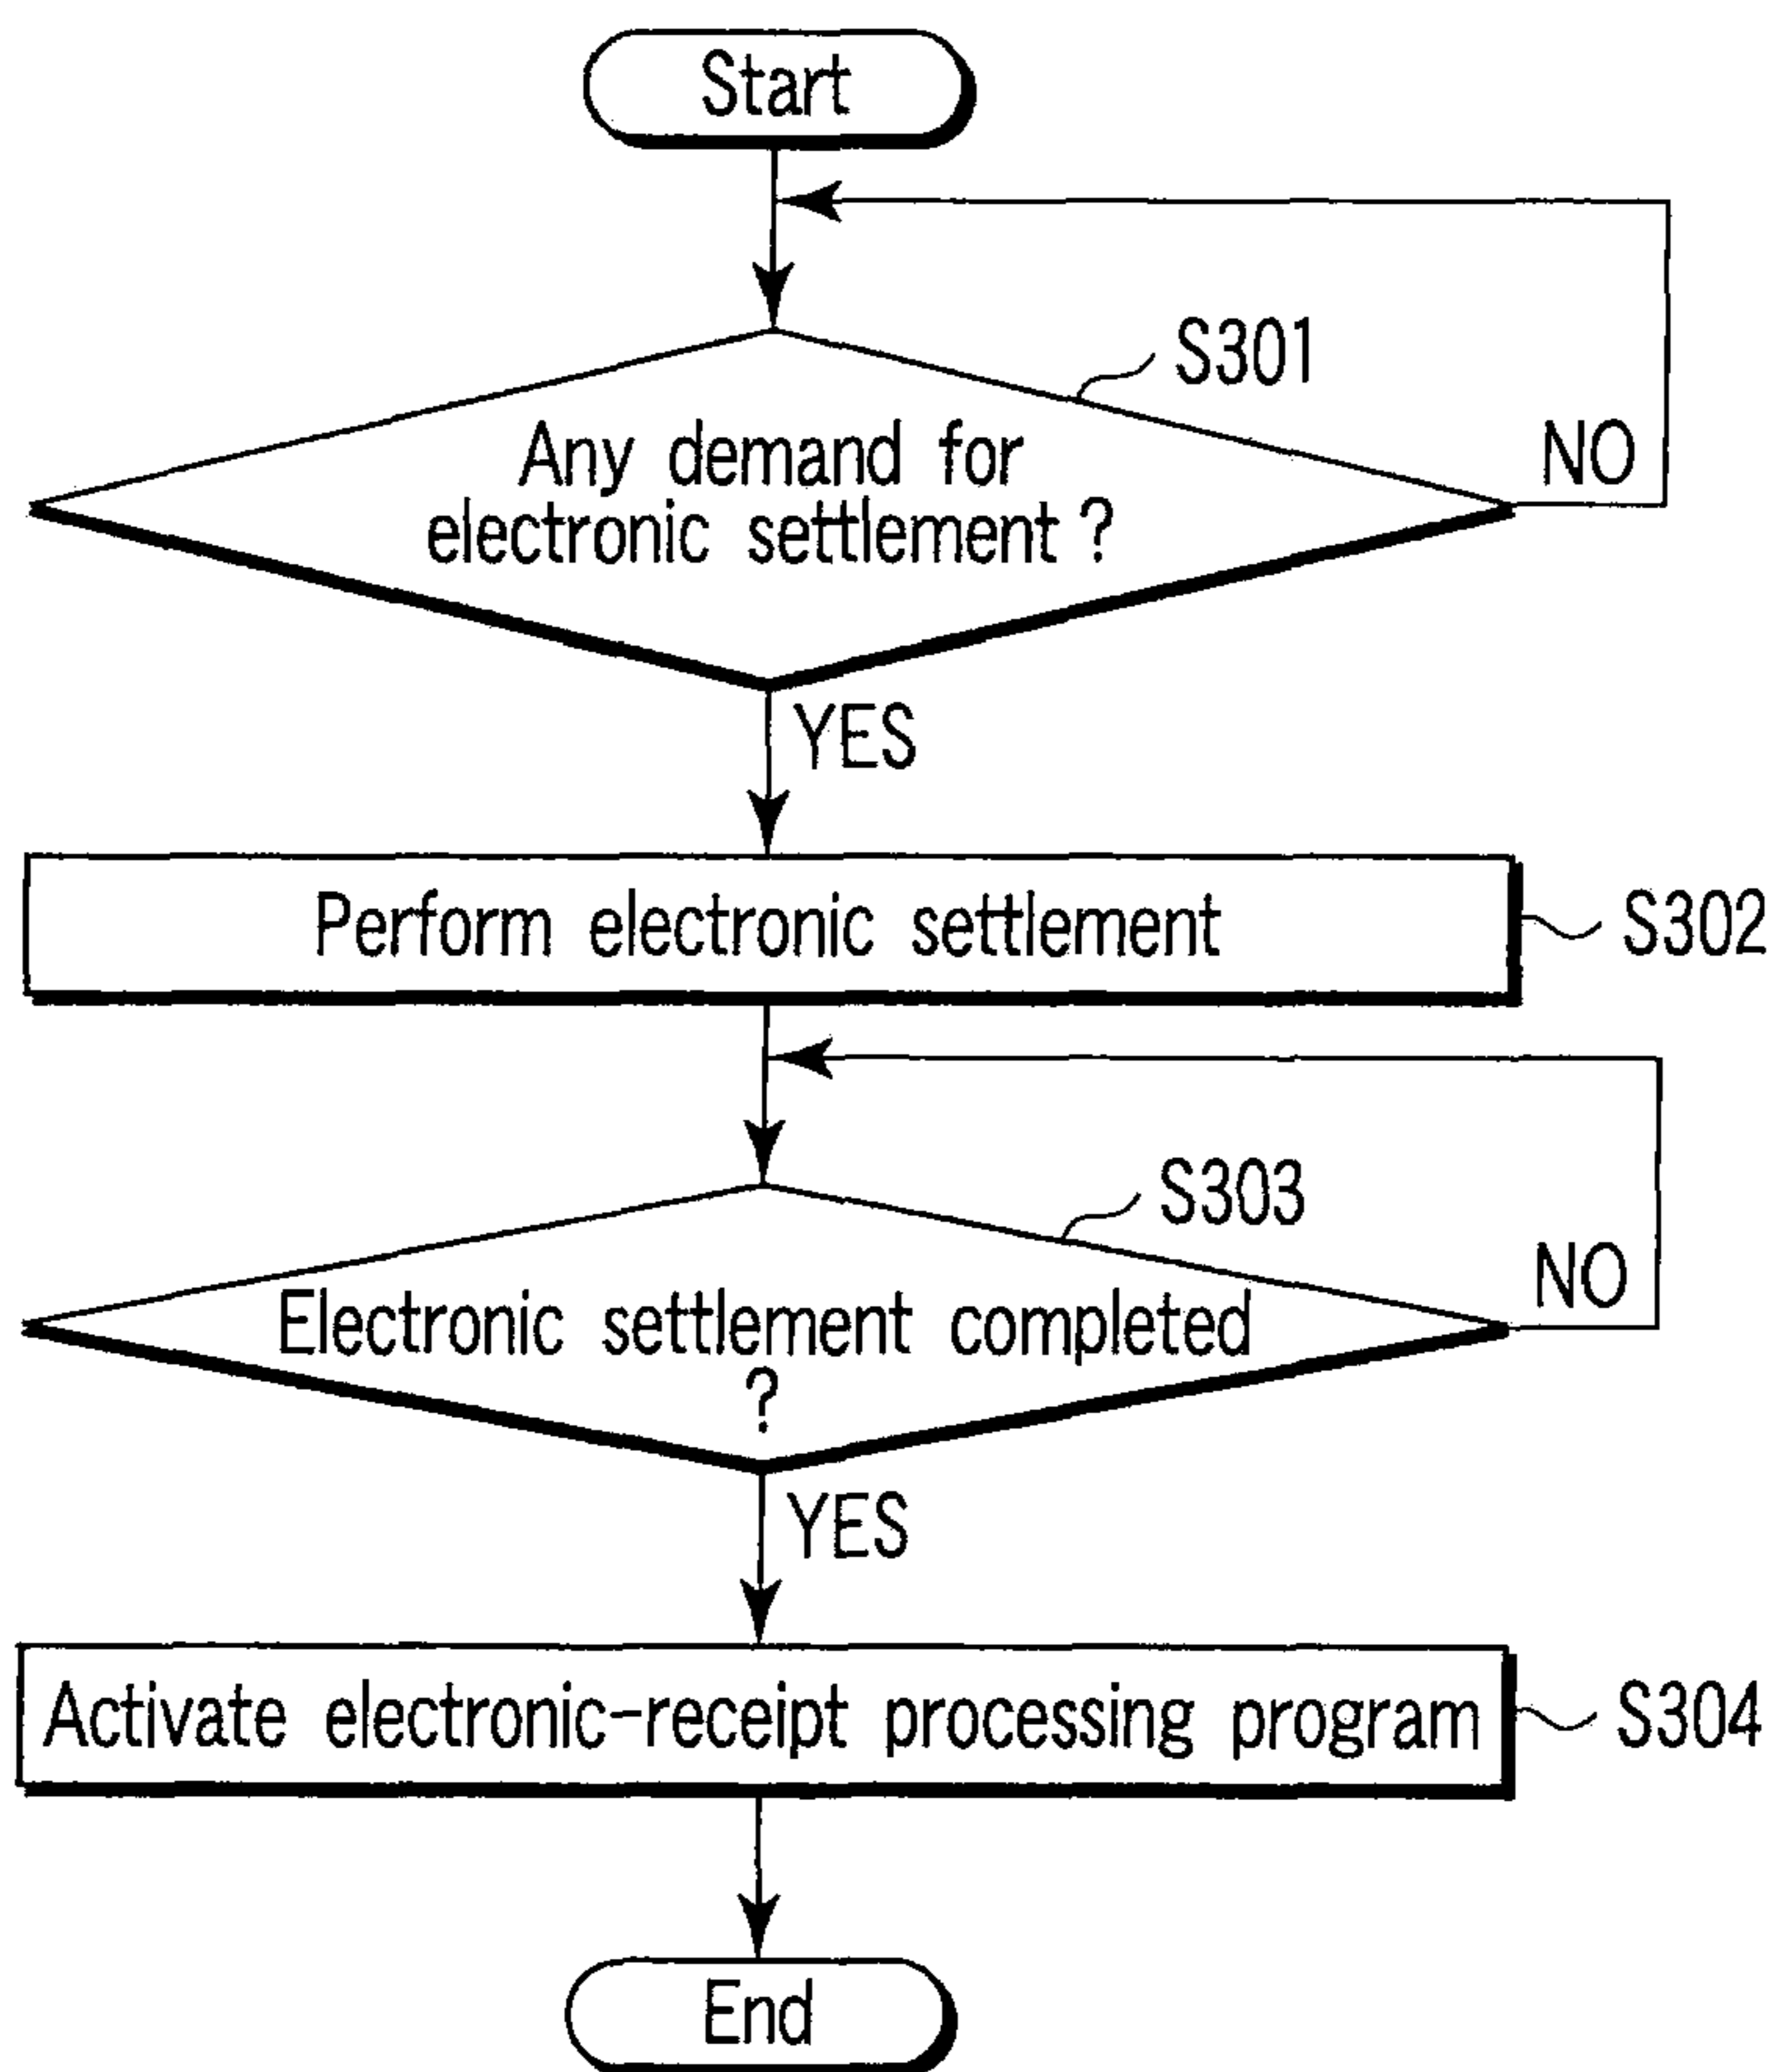 Start
S301
Any demand for
electronic settlement ?
NO
YES
Perform electronic settlement
S302
S303
Electronic settlement completed
?
NO
YES
Activate electronic-receipt processing program
S304
End